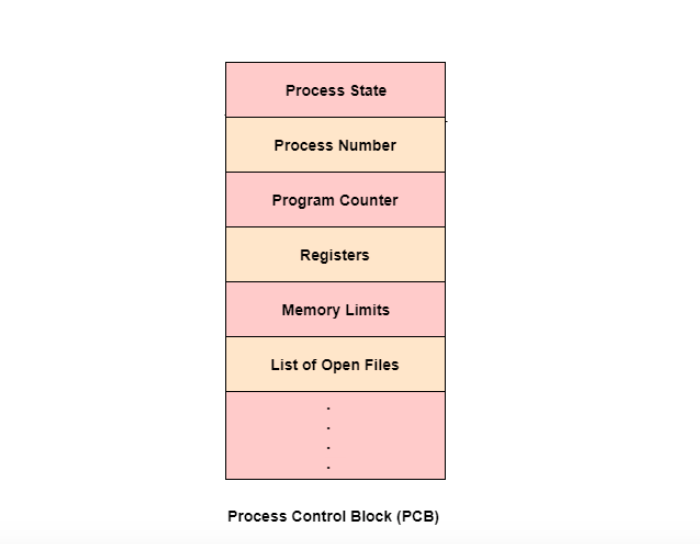 Process State
Process Number
Program Counter
Registers
Memory Limits
List of Open Files
.
.
.
.
Process Control Block (PCB)